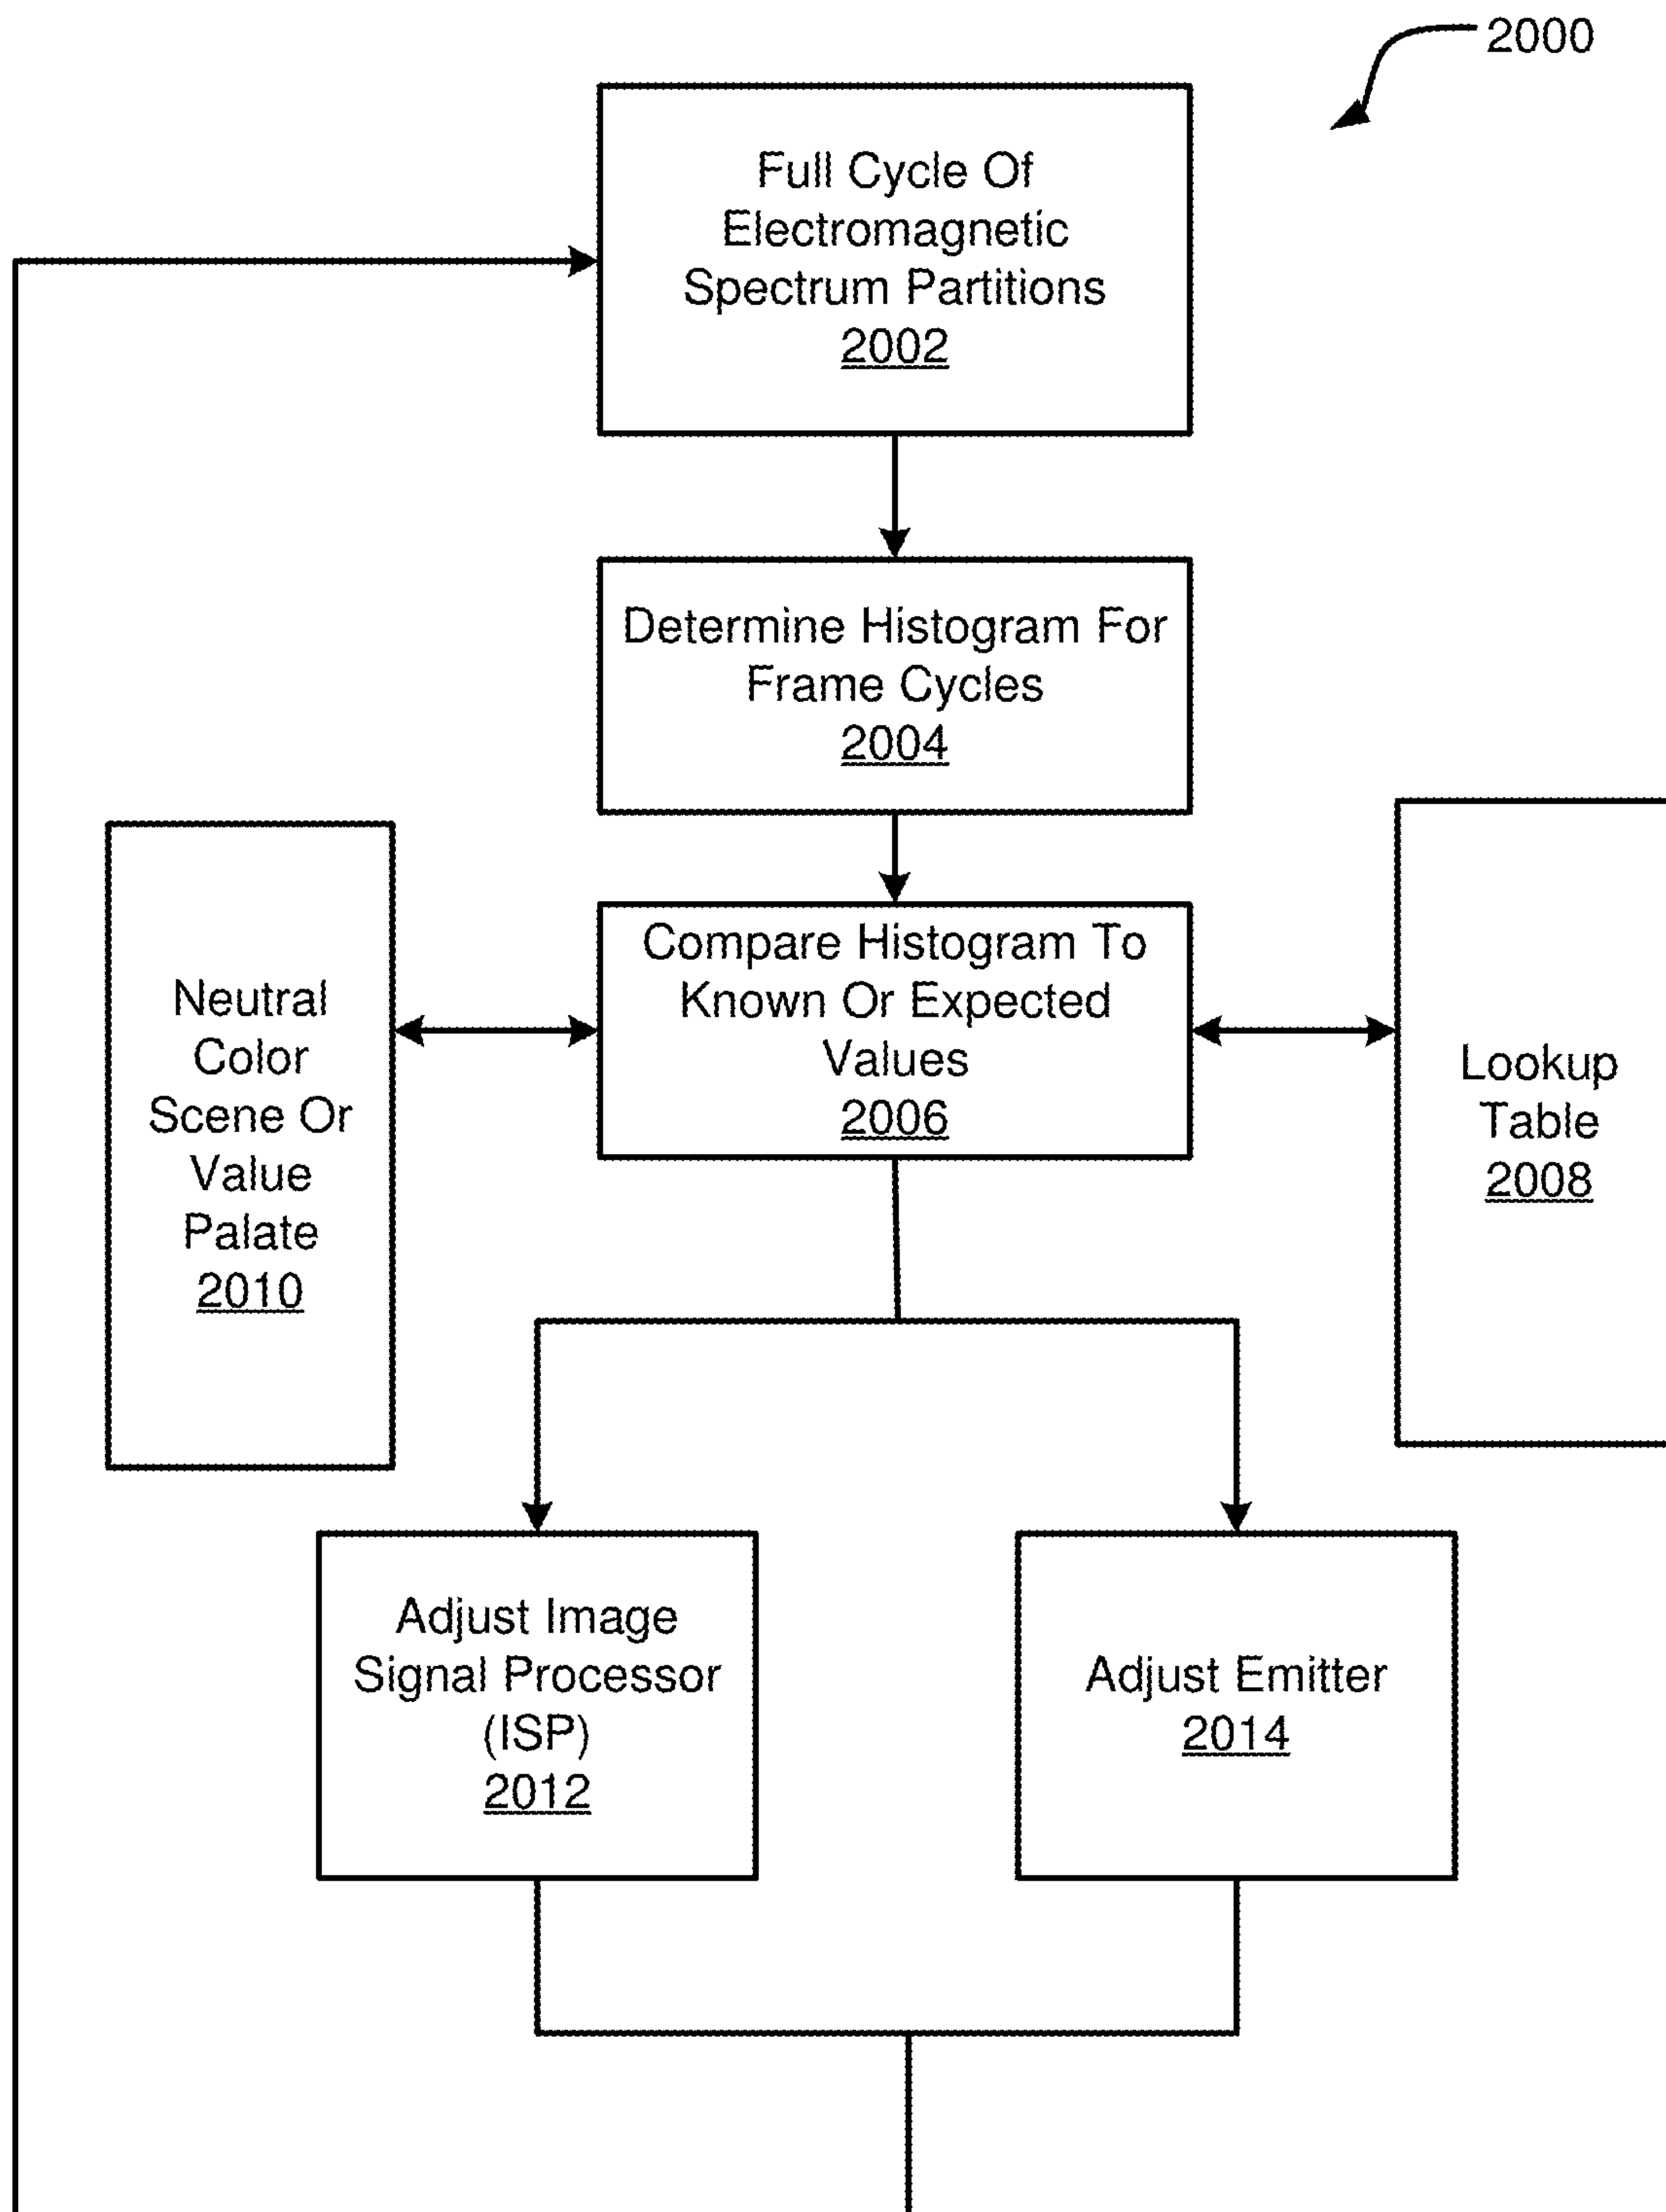 2000
Full Cycle Of
Electromagnetic
Spectrum Partitions
2002
Determine Histogram For
Frame Cycles
2004
Compare Histogram To
Known Or Expected
Values
2006
Neutral
Color
Scene Or
Value
Palate
2010
Lookup
Table
2008
Adjust Image
Signal Processor
(ISP)
2012
Adjust Emitter
2014